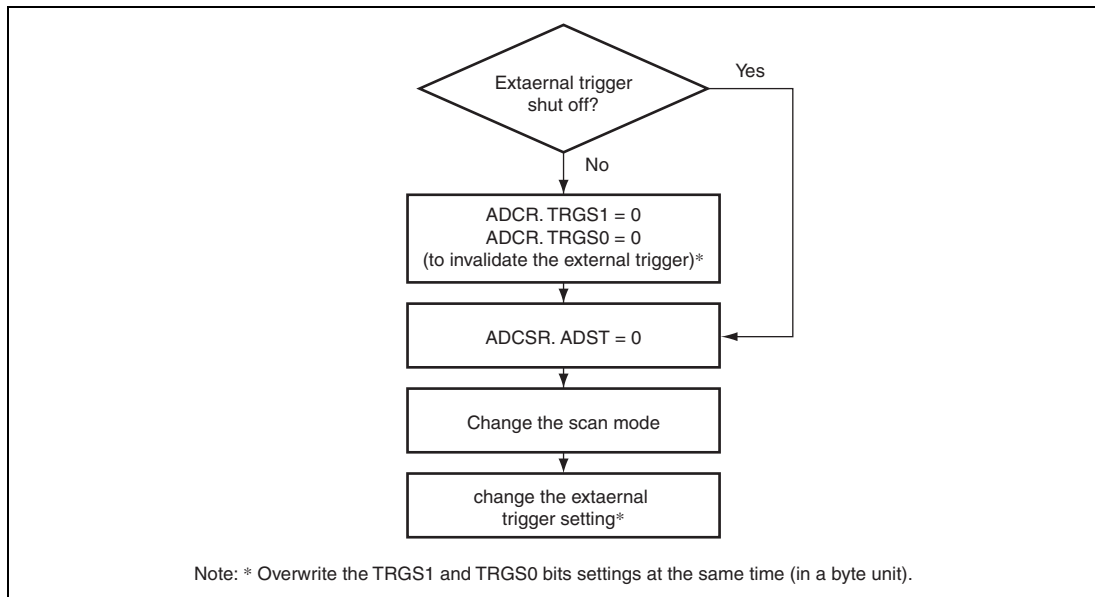 Extaernal trigger
shut off?
Yes
No
ADCR. TRGS1 = 0
ADCR. TRGS0 = 0
(to invalidate the external trigger)*
ADCSR. ADST = 0
Change the scan mode
change the extaernal
trigger setting*
Note: * Overwrite the TRGS1 and TRGS0 bits settings at the same time (in a byte unit).